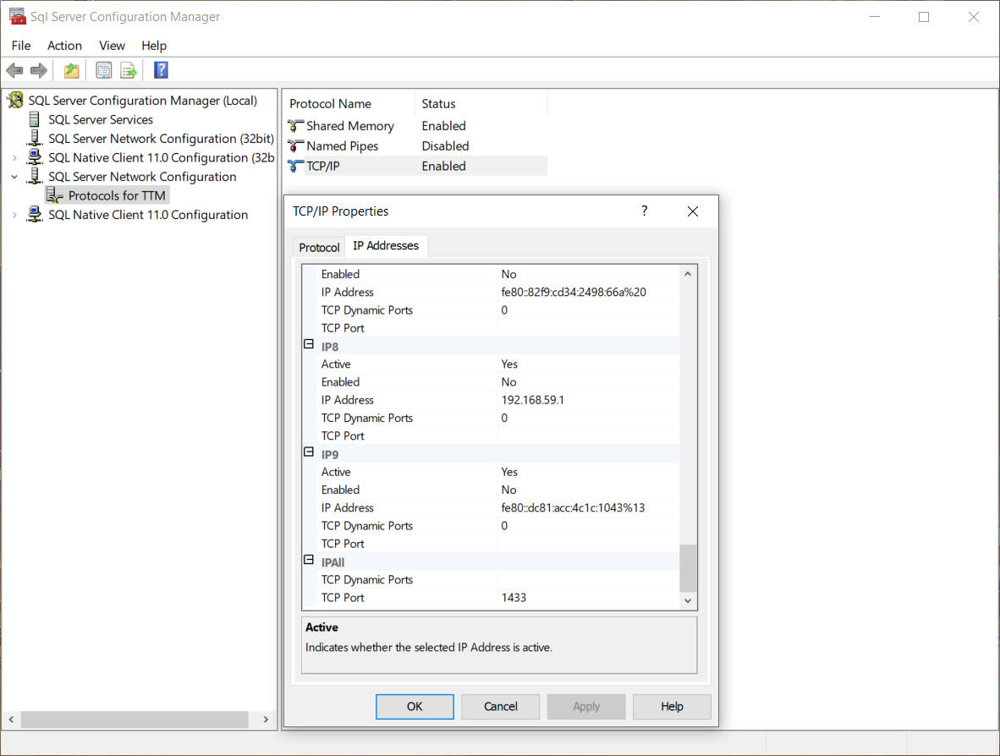 Sql Server Configuration Manager
File Action View Help
SQL Server Configuration Manager (Local)
SQL Server Services
SQL Server Network Configuration (32bit)
SQL Native Client 11.0 Configuration (32b
SQL Server Network Configuration
Protocols for TTM
SQL Native Client 11.0 Configuration
Protocol Name Status
Shared Memory Enabled
Named Pipes Disabled
TCP/IP Enabled
TCP/IP Properties
?
Protocol IP Addresses
Enabled No
IP Address fe80::82f9:cd34:2498:66a%20
TCP Dynamic Ports 0
TCP Port
IP8
Active Yes
Enabled No
IP Address 192.168.59.1
TCP Dynamic Ports 0
TCP Port
IP9
Active Yes
Enabled No
IP Address fe80::dc81:acc:4c1c:1043%13
TCP Dynamic Ports 0
TCP Port
IPAll
TCP Dynamic Ports
TCP Port 1433
Active
Indicates whether the selected IP Address is active.
OK Cancel Apply Help